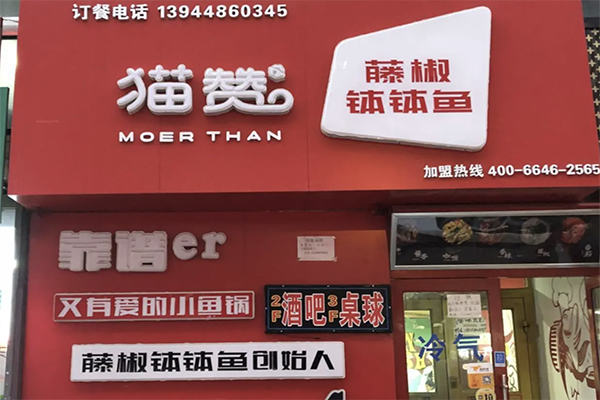 订餐电话 13944860345
猫赞
MOER THAN
藤椒
钵钵鱼
加盟热线 400-6646-2565
靠谱er
又有爱的小鱼锅
2F酒吧3F桌球
藤椒钵钵鱼创始人
冷气